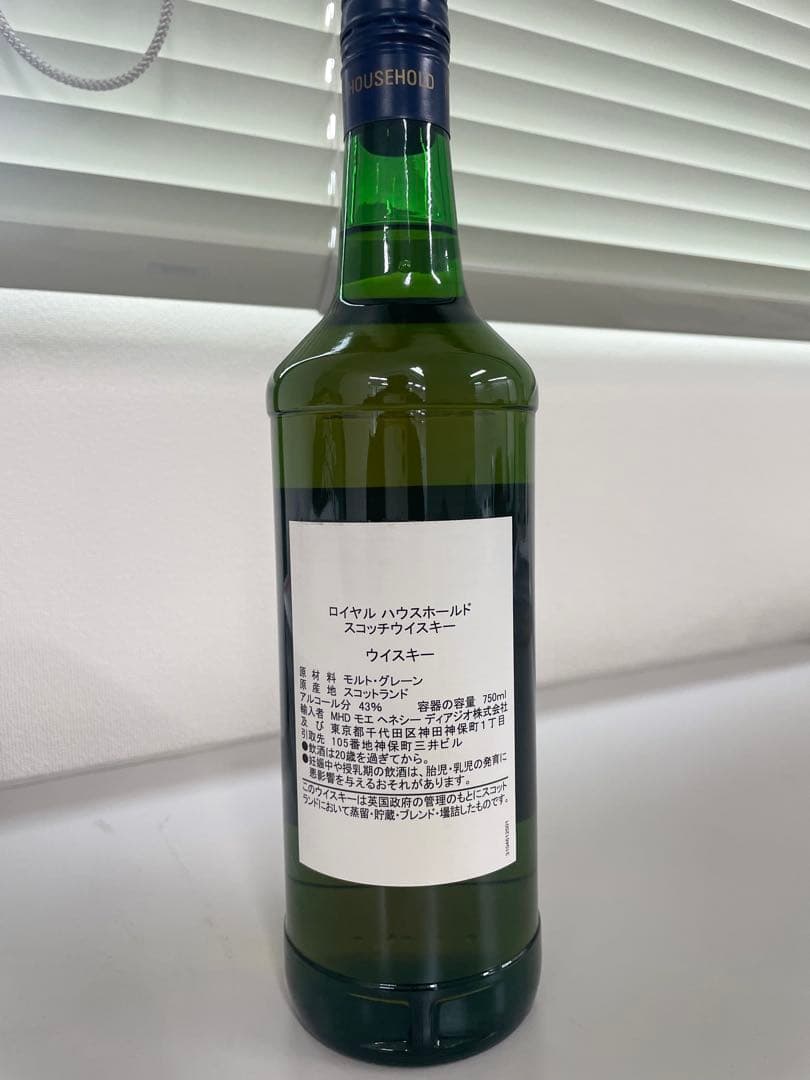 HOUSEHOLD
ロイヤル ハウスホールド
スコッチウイスキー
ウイスキー
原材料 モルト・グレーン
原産地 スコットランド
アルコール分 43% 容器の容量 750ml
輸入者 MHD モエ ヘネシー ディアジオ株式会社
及び 東京都千代田区神田神保町1丁目
引取先 105番地神保町三井ビル
●飲酒は20歳を過ぎてから。
●妊娠中や授乳期の飲酒は、胎児・乳児の発育に
悪影響を与えるおそれがあります。
このウイスキーは英国政府の管理のもとにスコット
ランドにおいて蒸留・貯蔵・ブレンド・壜詰したものです。